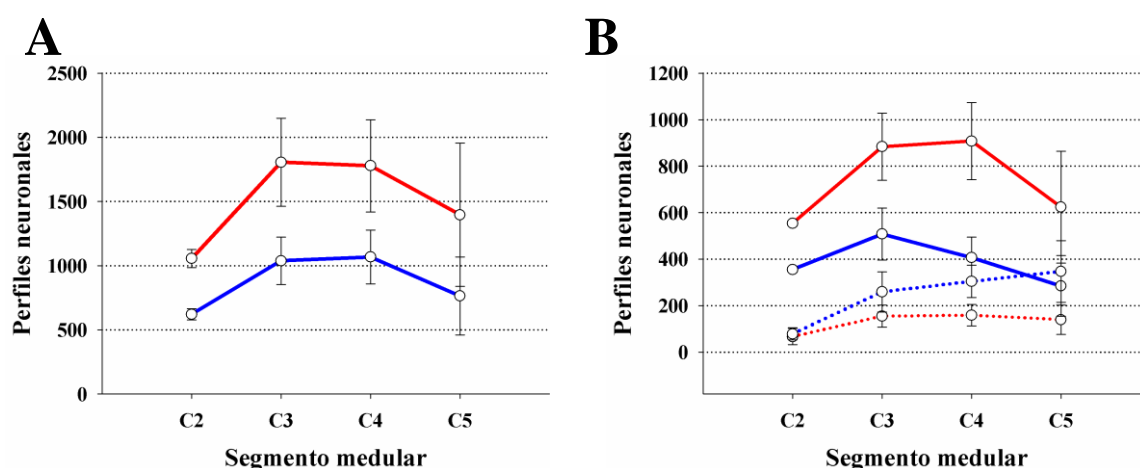 A
2500
2000
1500
1000
500
0
Perfiles neuronales
C2 C3 C4 C5
Segmento medular
B
1200
1000
800
600
400
200
0
Perfiles neuronales
C2 C3 C4 C5
Segmento medular